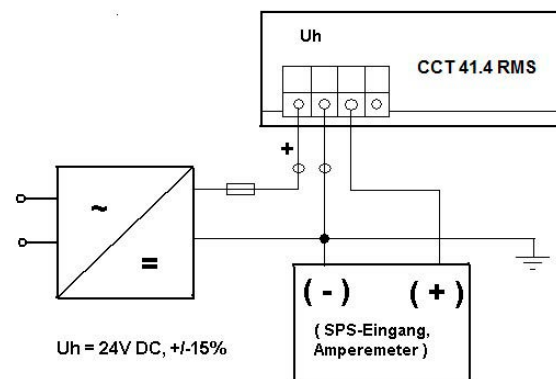 Uh
CCT 41.4 RMS
+
~
=
( - ) ( + )
( SPS-Eingang,
Amperemeter )
Uh = 24V DC, +/-15%